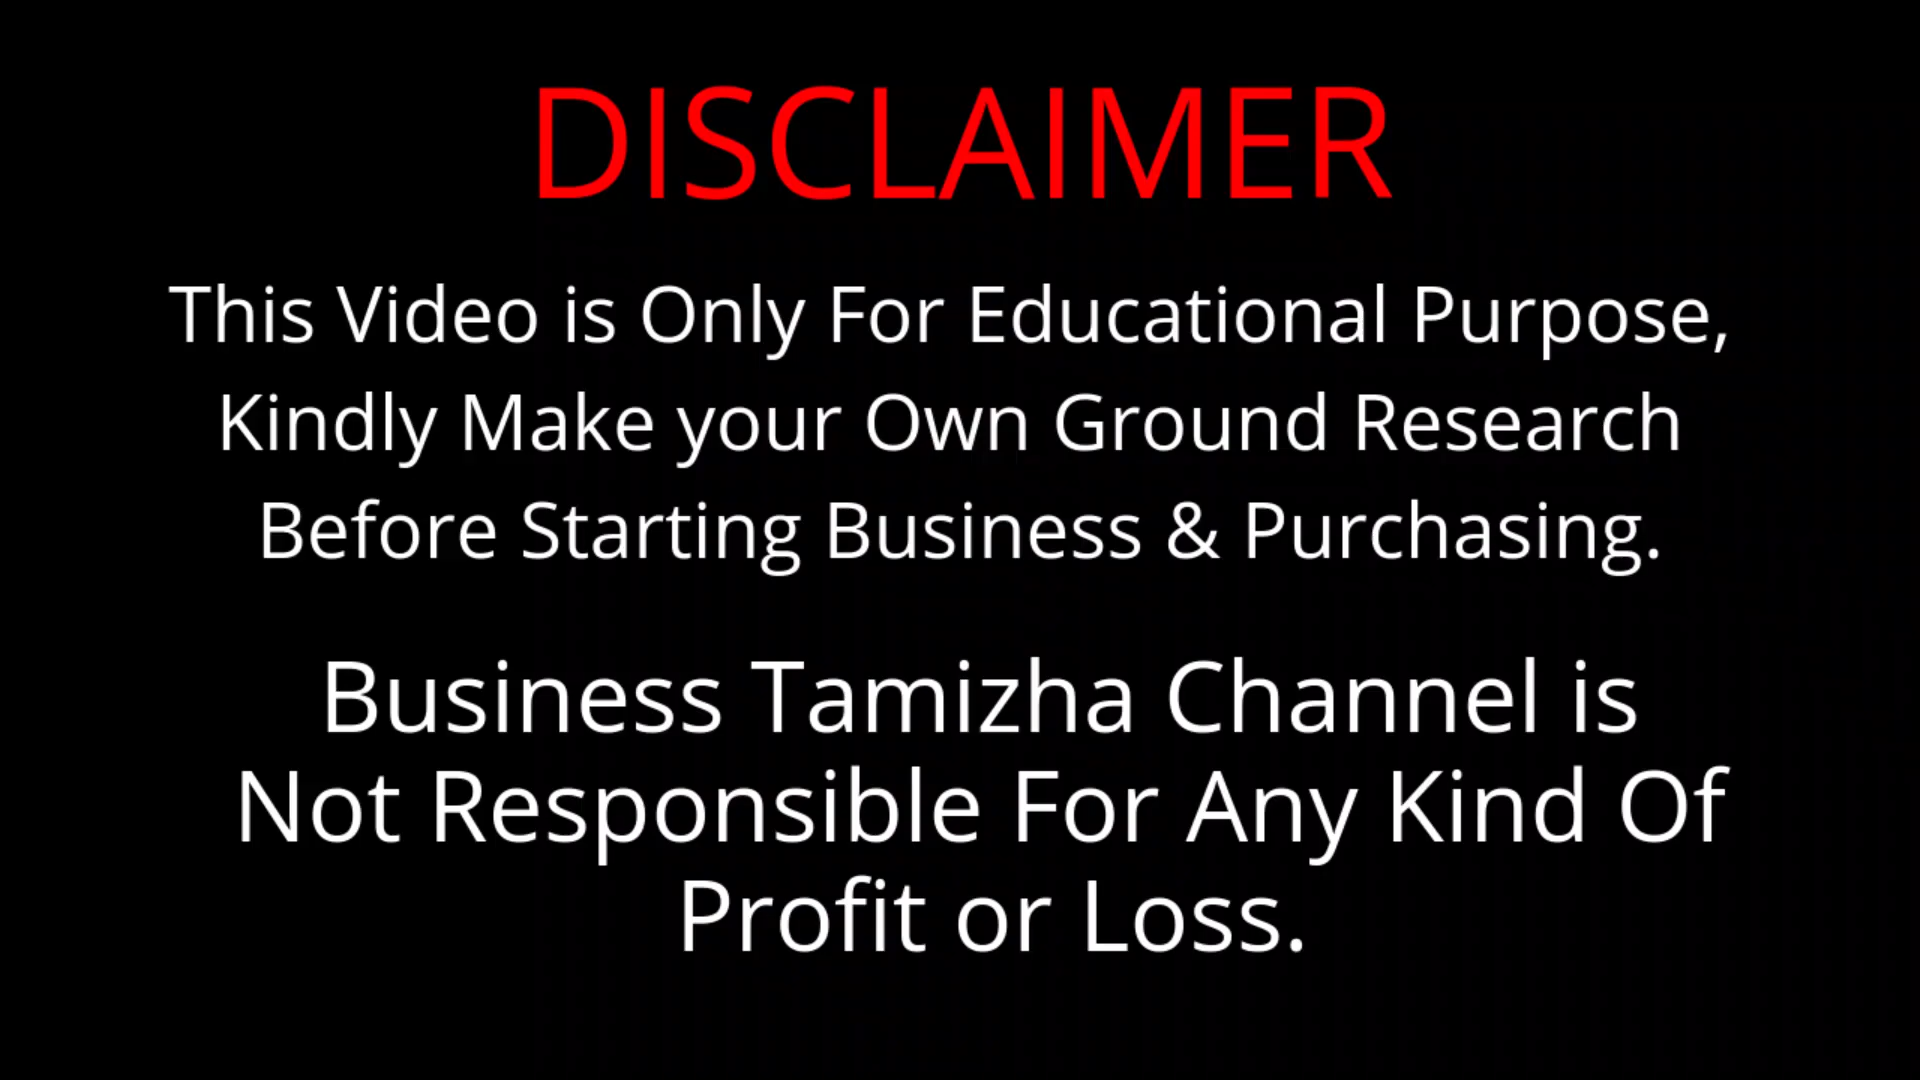 DISCLAIMER
This Video is Only For Educational Purpose,
Kindly Make your Own Ground Research
Before Starting Business & Purchasing.
Business Tamizha Channel is
Not Responsible For Any Kind Of
Profit or Loss.